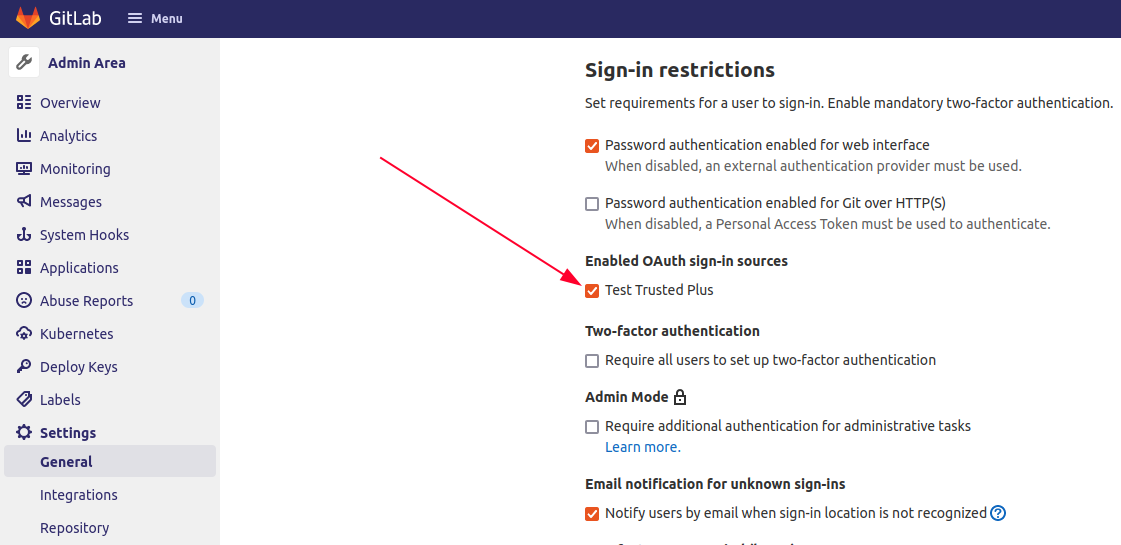 GitLab
Menu
Admin Area
Overview
Analytics
Monitoring
Messages
System Hooks
Applications
Abuse Reports 0
Kubernetes
Deploy Keys
Labels
Settings
General
Integrations
Repository
Sign-in restrictions
Set requirements for a user to sign-in. Enable mandatory two-factor authentication.
Password authentication enabled for web interface
When disabled, an external authentication provider must be used.
Password authentication enabled for Git over HTTP(S)
When disabled, a Personal Access Token must be used to authenticate.
Enabled OAuth sign-in sources
Test Trusted Plus
Two-factor authentication
Require all users to set up two-factor authentication
Admin Mode
Require additional authentication for administrative tasks
Learn more.
Email notification for unknown sign-ins
Notify users by email when sign-in location is not recognized ?